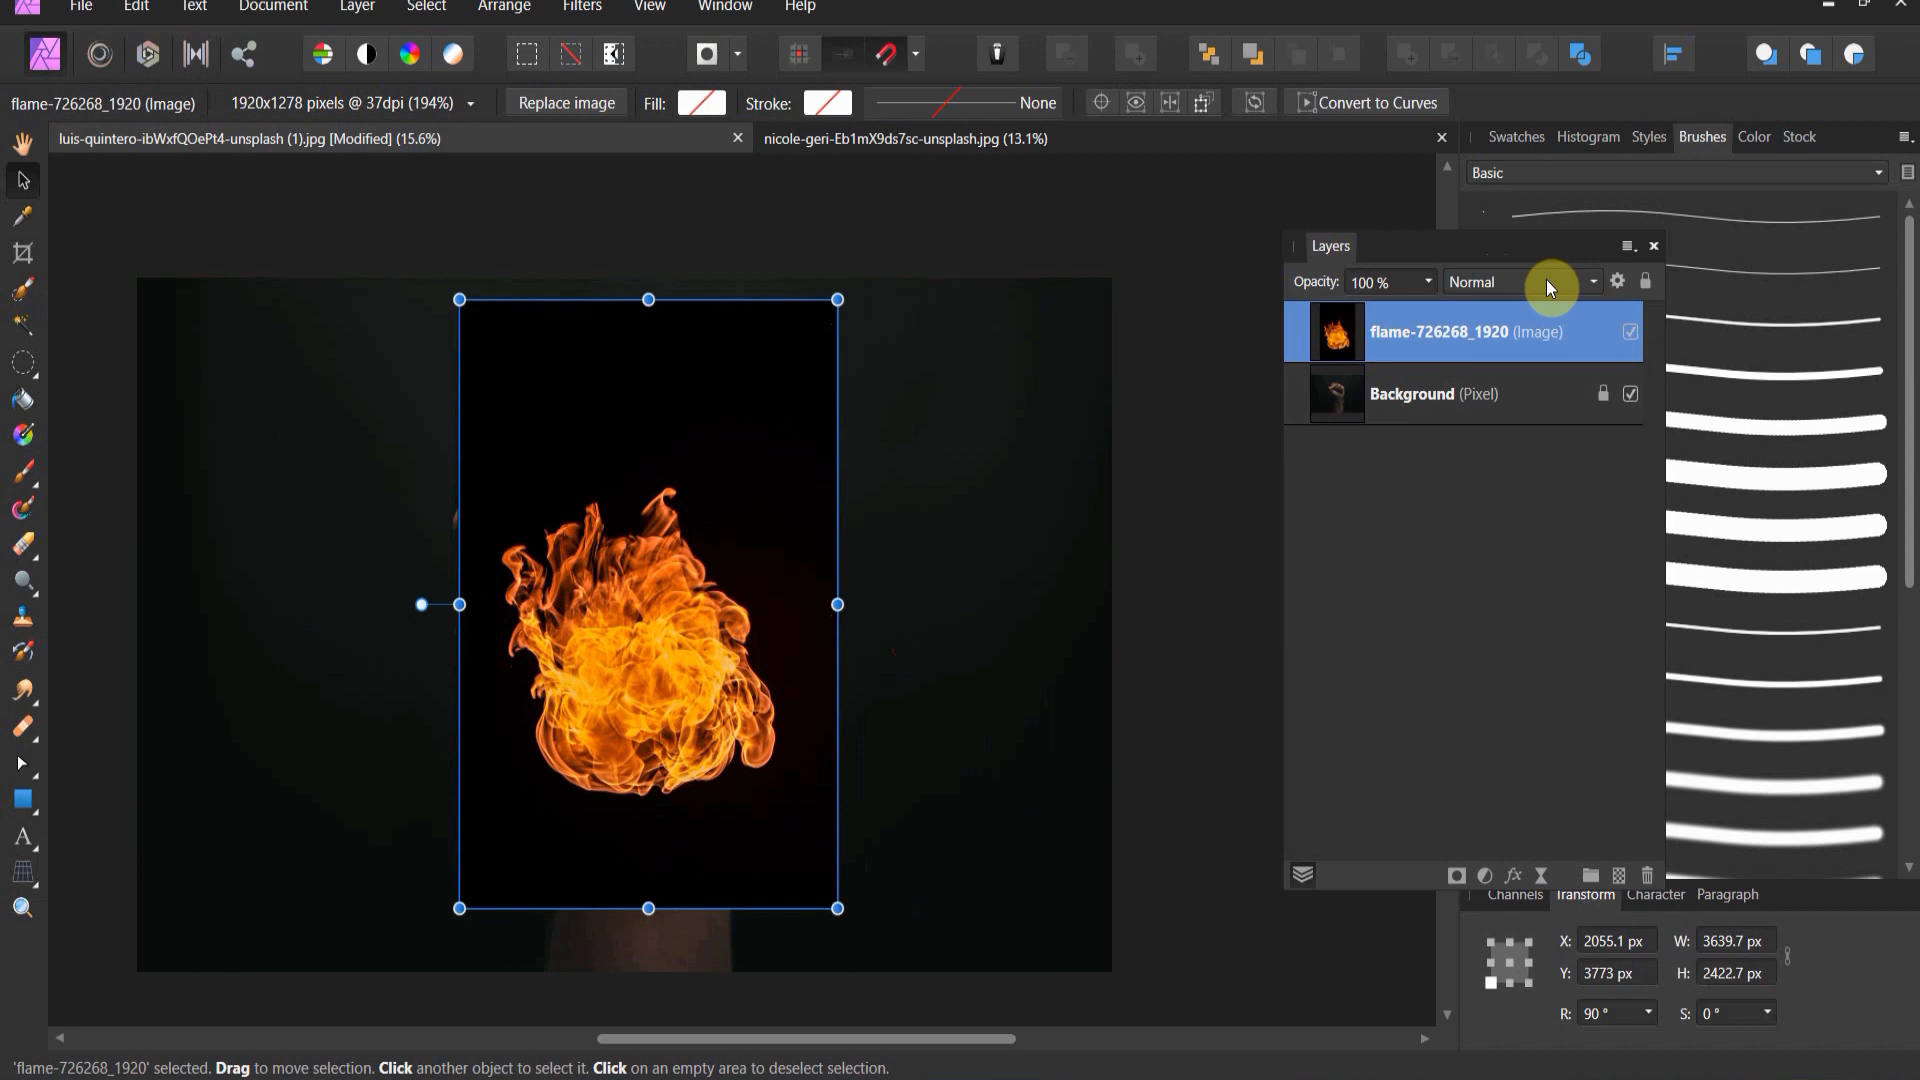 File Edit Text Document Layer Select Arrange Filters View Window Help
flame-726268_1920 (Image) 1920x1278 pixels @ 37dpi (194%) Replace image Fill: Stroke: None Convert to Curves
luis-quintero-ibWxfQOePt4-unsplash (1).jpg [Modified] (15.6%) nicole-geri-Eb1mX9ds7sc-unsplash.jpg (13.1%)
Swatches Histogram Styles Brushes Color Stock
Basic
Layers
Opacity: 100 % Normal
flame-726268_1920 (Image)
Background (Pixel)
fx
Channels Transform Character Paragraph
X: 2055.1 px W: 3639.7 px
Y: 3773 px H: 2422.7 px
R: 90 ° S: 0 °
A
'flame-726268_1920' selected. Drag to move selection. Click another object to select it. Click on an empty area to deselect selection.